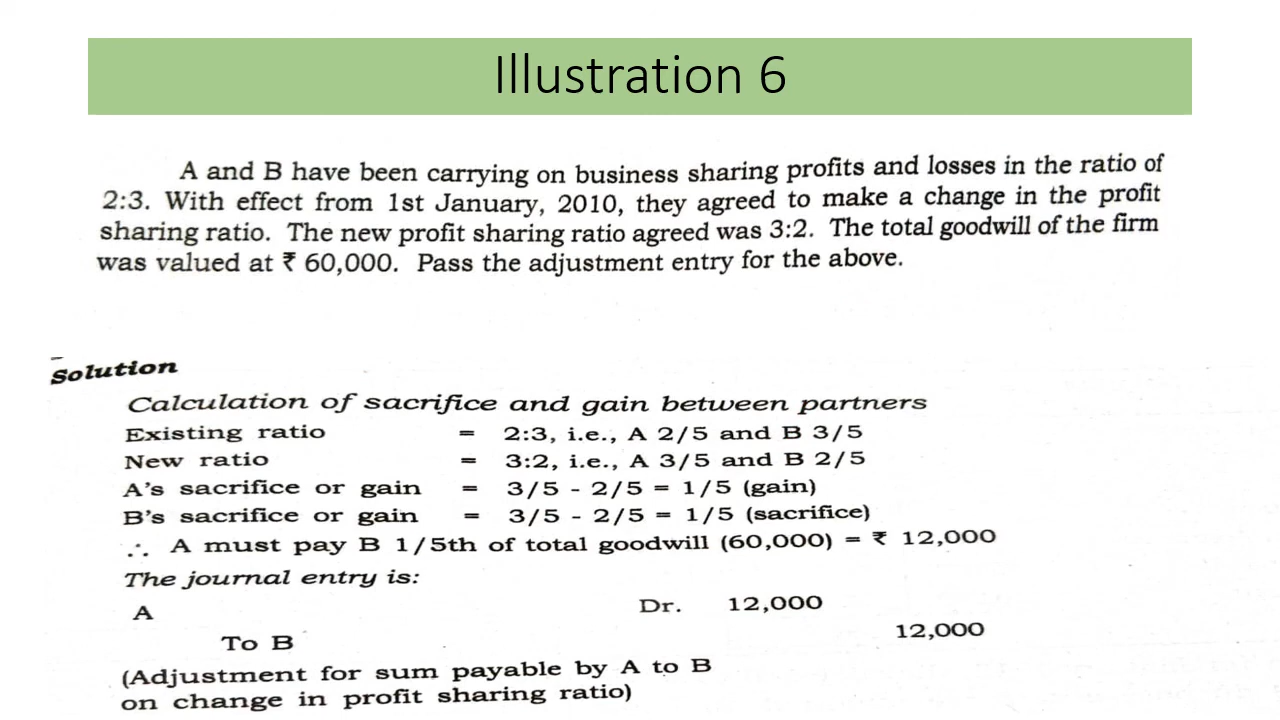 Illustration 6
A and B have been carrying on business sharing profits and losses in the ratio of
2:3. With effect from 1st January, 2010, they agreed to make a change in the profit
sharing ratio. The new profit sharing ratio agreed was 3:2. The total goodwill of the firm
was valued at ₹ 60,000. Pass the adjustment entry for the above.
Solution
Calculation of sacrifice and gain between partners
Existing ratio = 2:3, i.e., A 2/5 and B 3/5
New ratio = 3:2, i.e., A 3/5 and B 2/5
A's sacrifice or gain = 3/5 - 2/5 = 1/5 (gain)
B's sacrifice or gain = 3/5 - 2/5 = 1/5 (sacrifice)
∴ A must pay B 1/5th of total goodwill (60,000) = ₹ 12,000
The journal entry is:
A Dr. 12,000
To B 12,000
(Adjustment for sum payable by A to B
on change in profit sharing ratio)